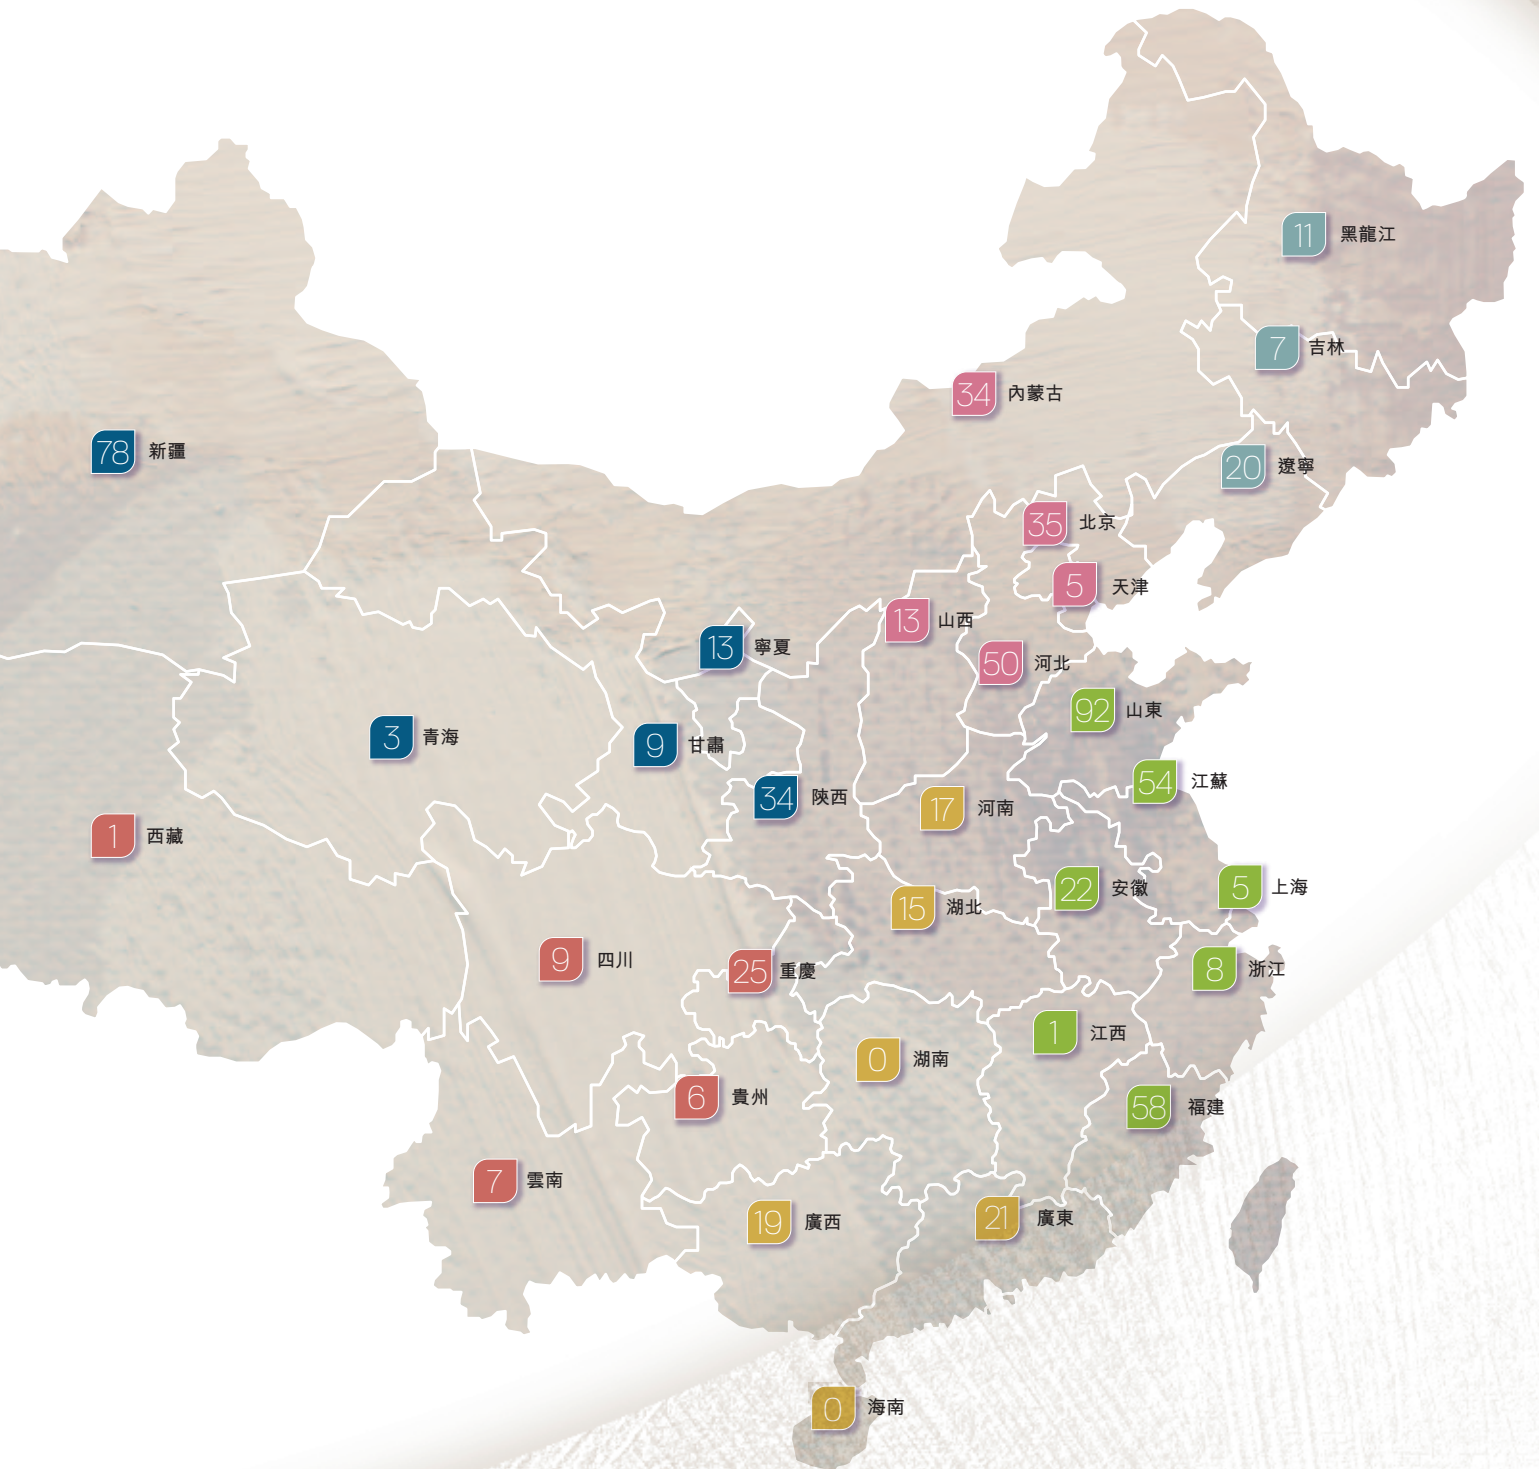 11 黑龍江
7 吉林
34 內蒙古
78 新疆
20 遼寧
35 北京
5 天津
13 山西
13 寧夏
50 河北
92 山東
3 青海
9 甘肅
54 江蘇
34 陝西
17 河南
1 西藏
22 安徽
5 上海
15 湖北
9 四川
25 重慶
8 浙江
1 江西
0 湖南
6 貴州
58 福建
7 雲南
19 廣西
21 廣東
0 海南